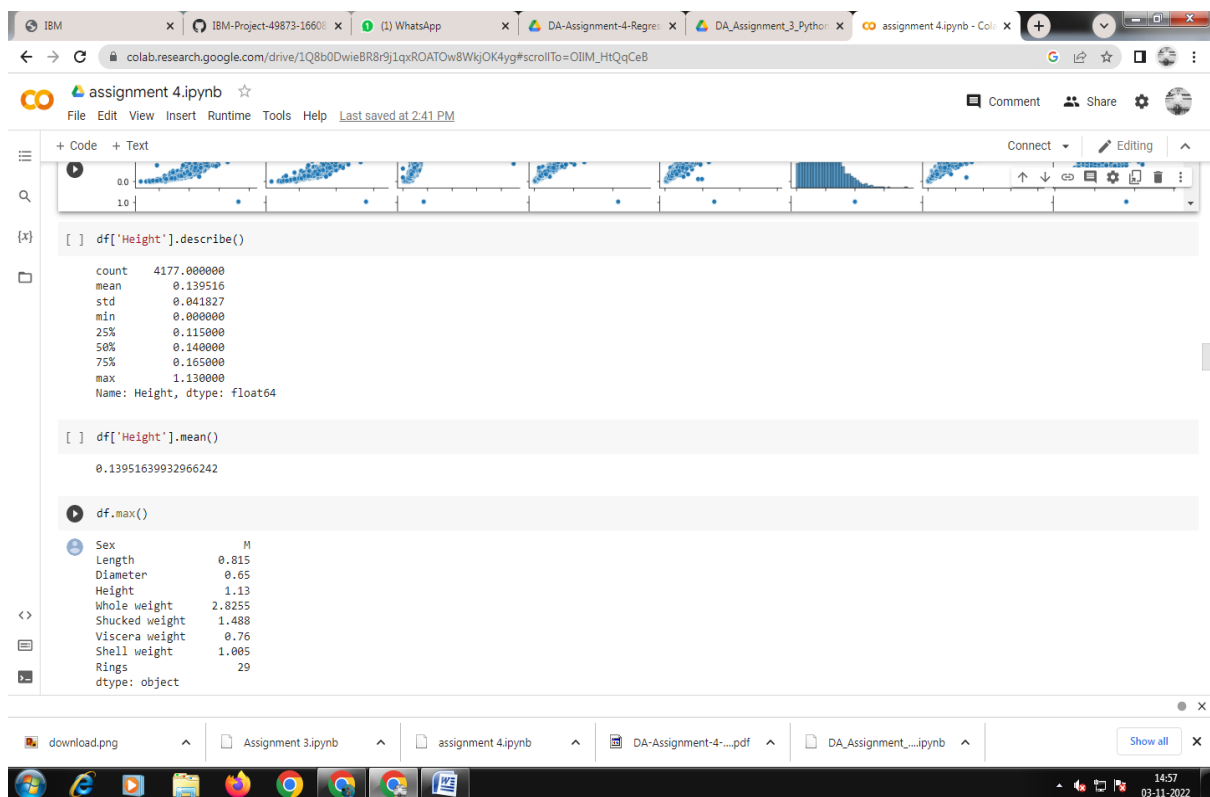 IBM
IBM-Project-49873-16608
(1) WhatsApp
DA-Assignment-4-Regres
DA_Assignment_3_Python
assignment 4.ipynb - Cola
colab.research.google.com/drive/1Q8b0DwieBR8r9j1qxROATOw8WkjOK4yg#scrollTo=OIIM_HtQqCeB
assignment 4.ipynb
Comment
Share
File Edit View Insert Runtime Tools Help Last saved at 2:41 PM
+ Code + Text
Connect
Editing
0.0
1.0
{x}
[ ] df['Height'].describe()
count 4177.000000
mean 0.139516
std 0.041827
min 0.000000
25% 0.115000
50% 0.140000
75% 0.165000
max 1.130000
Name: Height, dtype: float64
[ ] df['Height'].mean()
0.13951639932966242
df.max()
Sex M
Length 0.815
Diameter 0.65
Height 1.13
Whole weight 2.8255
Shucked weight 1.488
Viscera weight 0.76
Shell weight 1.005
Rings 29
dtype: object
download.png
Assignment 3.ipynb
assignment 4.ipynb
DA-Assignment-4-....pdf
DA_Assignment_....ipynb
Show all
14:57
03-11-2022